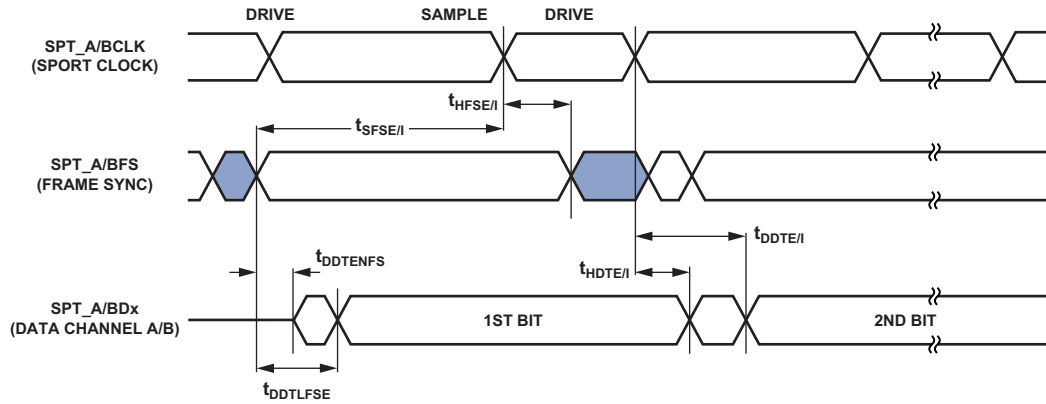 DRIVE SAMPLE DRIVE
SPT_A/BCLK
(SPORT CLOCK)
tHFSE/I
tSFSE/I
SPT_A/BFS
(FRAME SYNC)
tDDTE/I
tDDTENFS
tHDTE/I
SPT_A/BDx
(DATA CHANNEL A/B)
1ST BIT 2ND BIT
tDDTLFSE